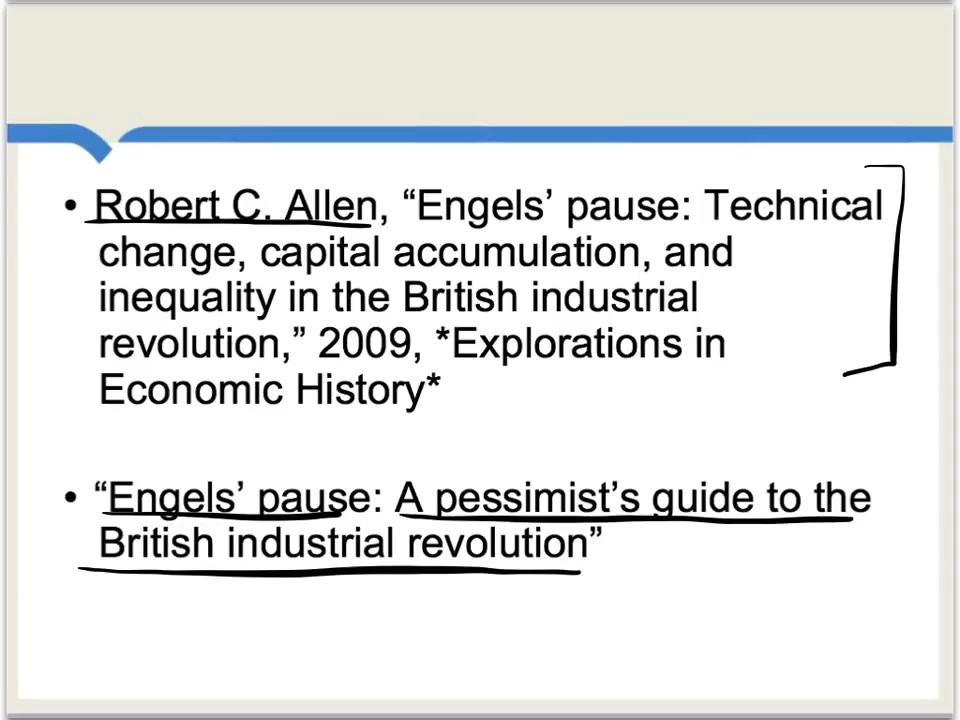 • Robert C. Allen, “Engels’ pause: Technical
change, capital accumulation, and
inequality in the British industrial
revolution,” 2009, *Explorations in
Economic History*
• “Engels’ pause: A pessimist’s guide to the
British industrial revolution”